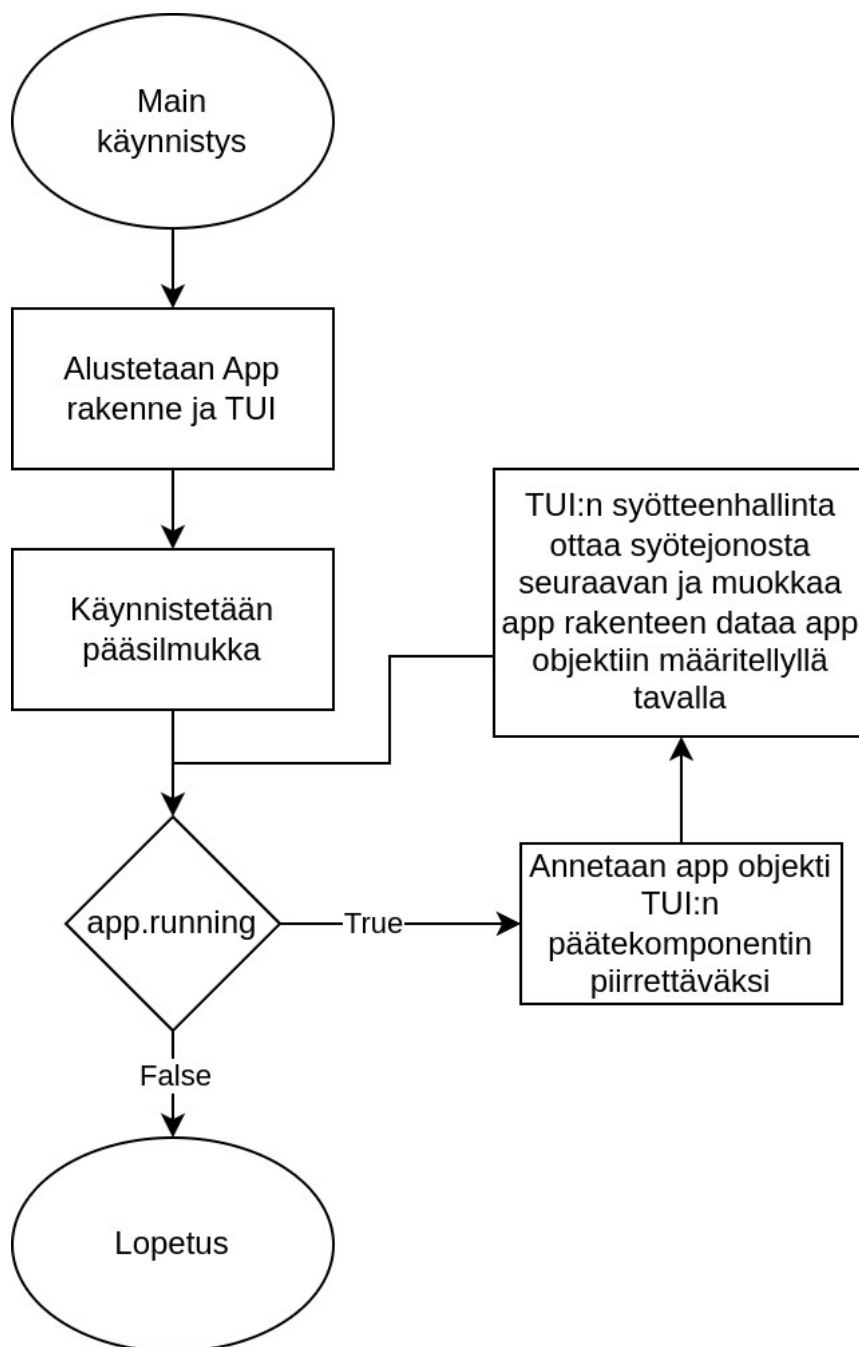 Main
käynnistys
Alustetaan App
rakenne ja TUI
Käynnistetään
pääsilmukka
app.running
True
Annetaan app objekti
TUI:n
päätekomponentin
piirrettäväksi
TUI:n syötteenhallinta
ottaa syötejonosta
seuraavan ja muokkaa
app rakenteen dataa app
objektiin määritellyllä
tavalla
False
Lopetus